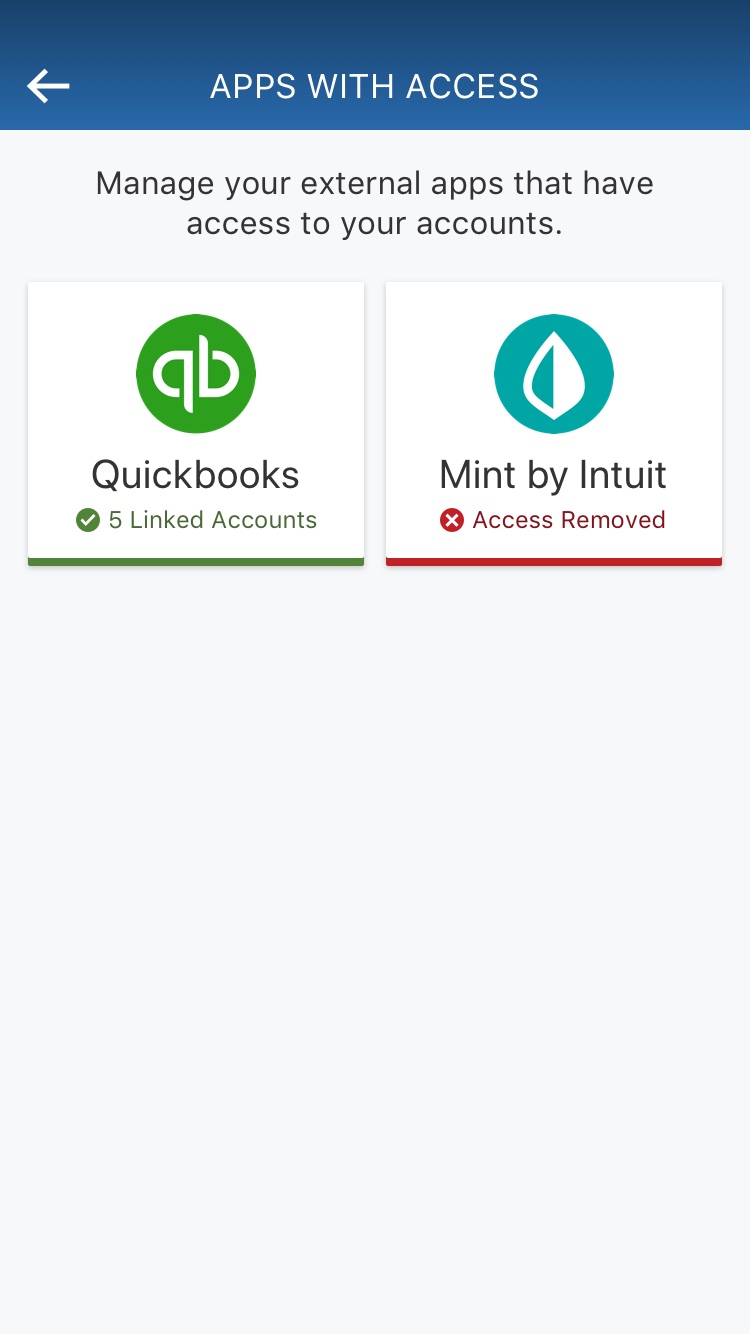 APPS WITH ACCESS
Manage your external apps that have
access to your accounts.
qb
Quickbooks
5 Linked Accounts
Mint by Intuit
Access Removed